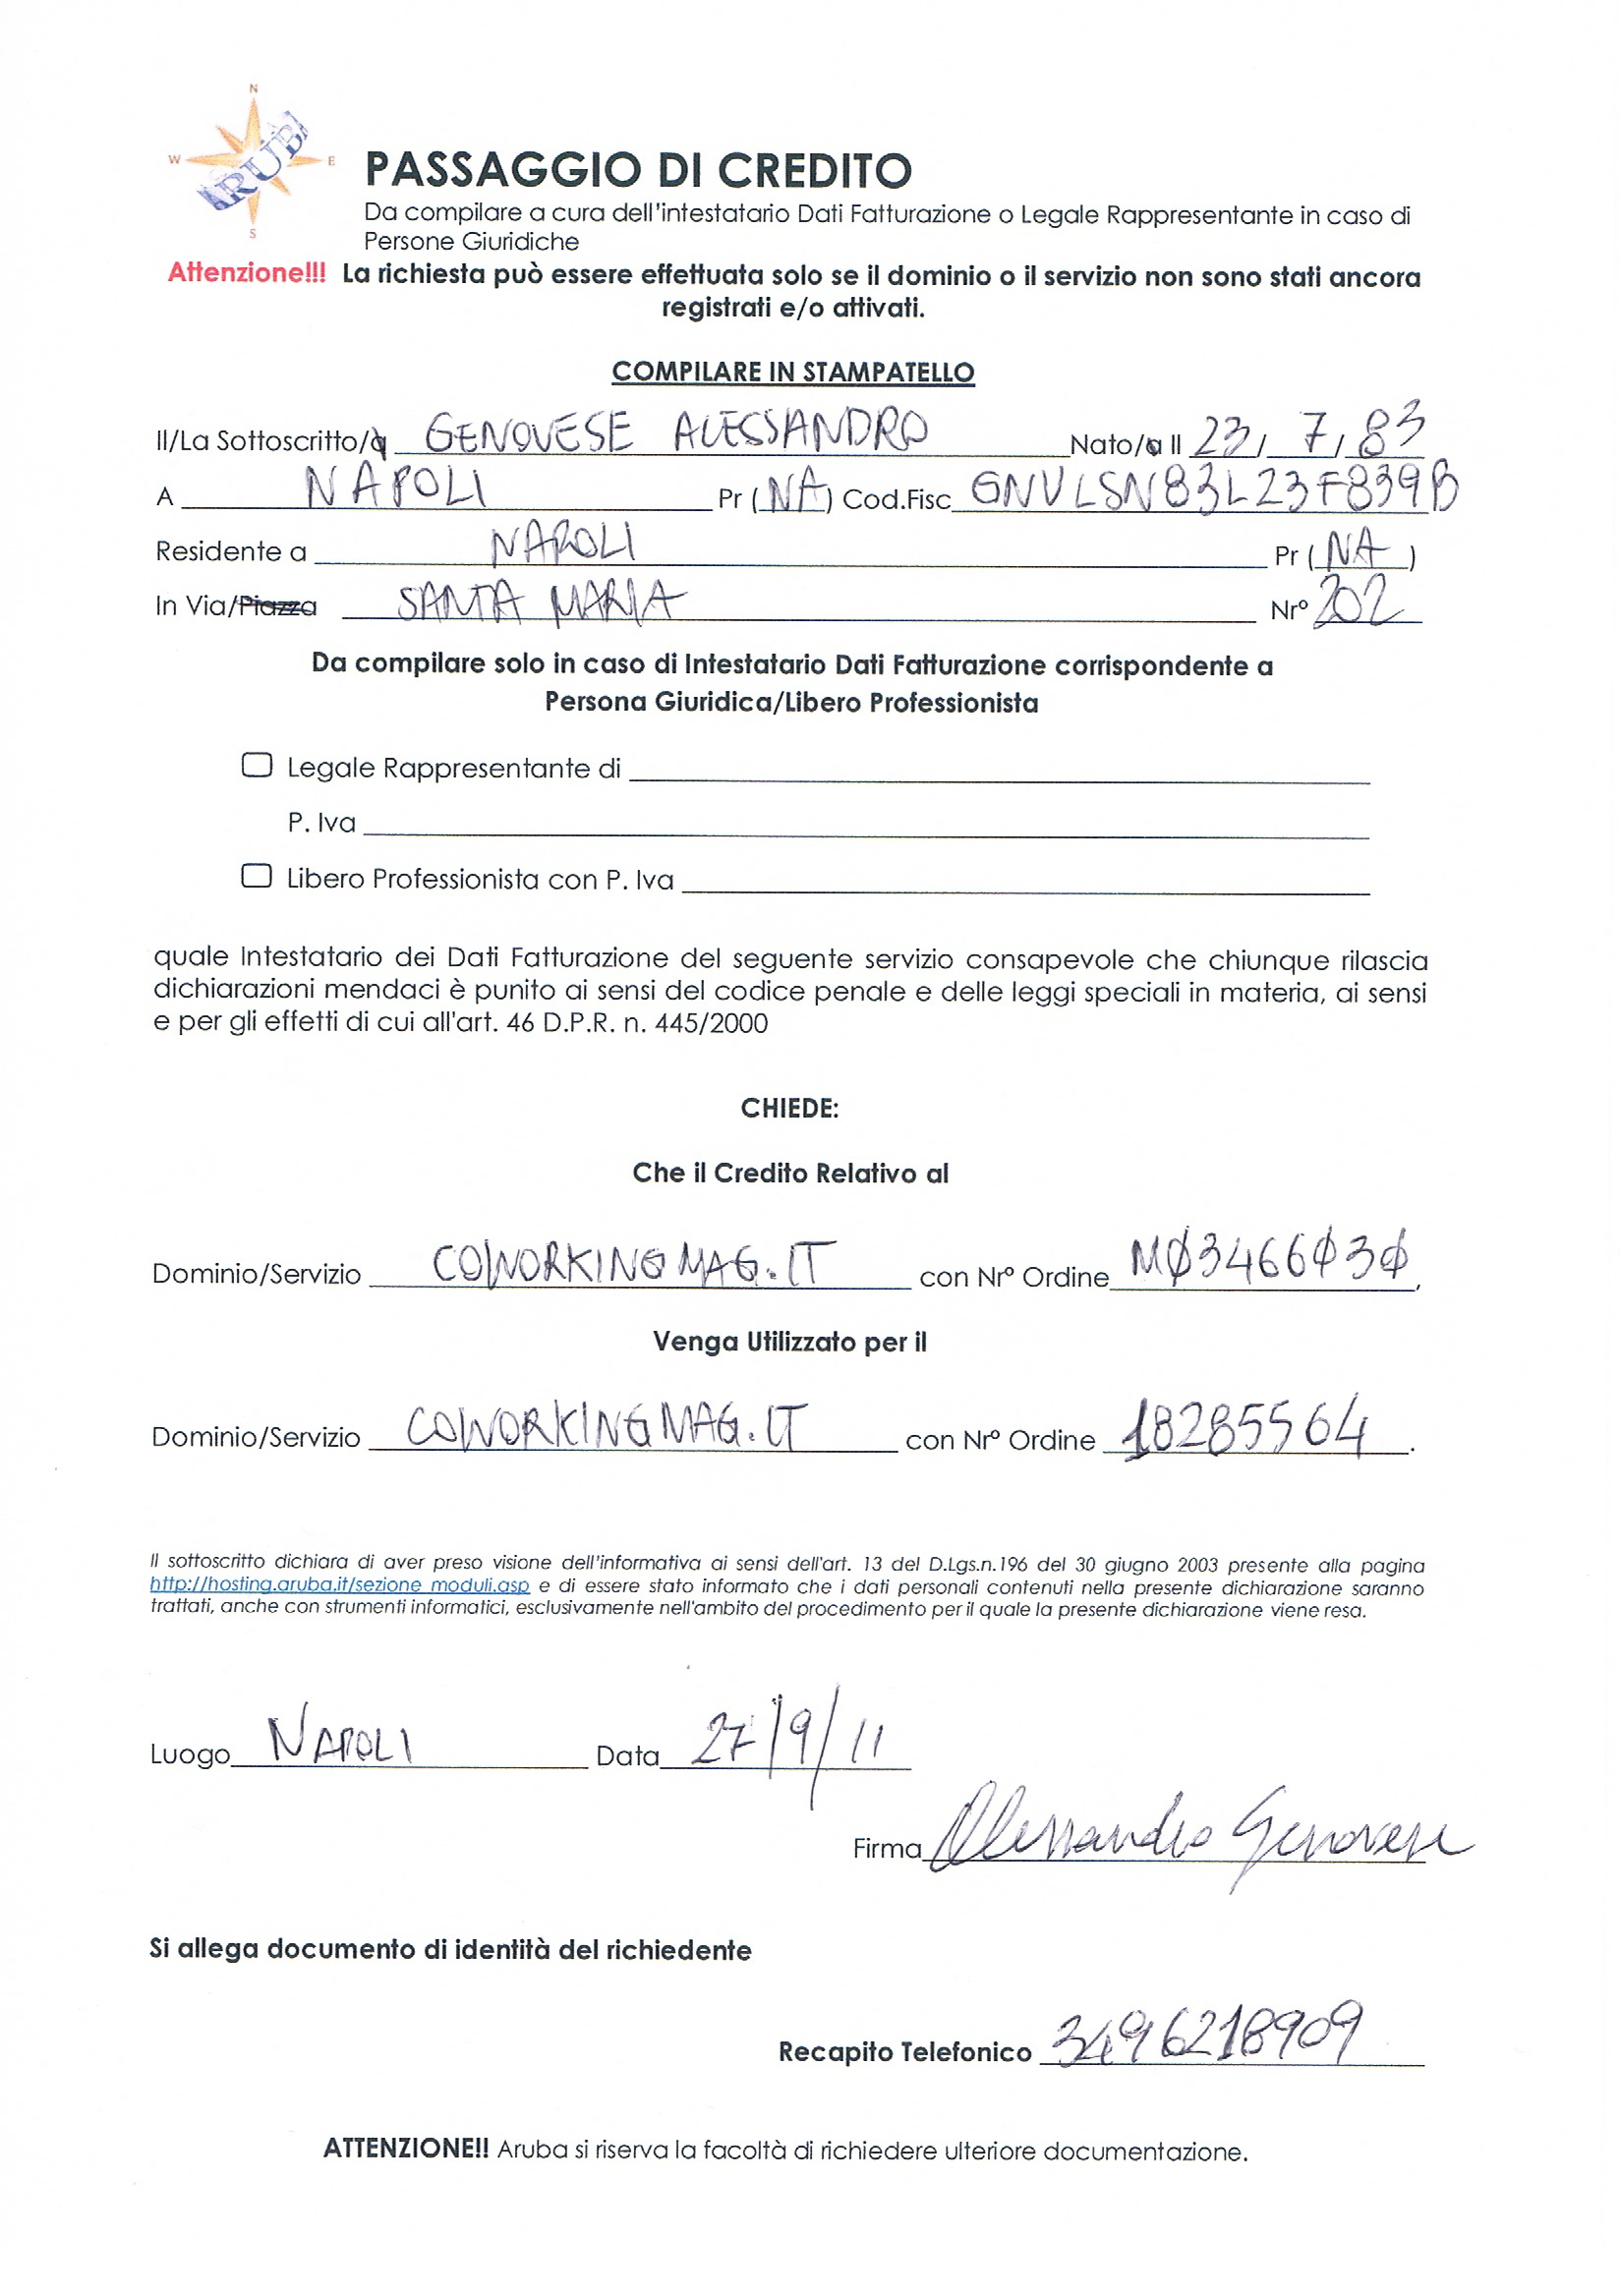 N
W ARUBA E
S
PASSAGGIO DI CREDITO
Da compilare a cura dell'intestatario Dati Fatturazione o Legale Rappresentante in caso di
Persone Giuridiche
Attenzione!!! La richiesta può essere effettuata solo se il dominio o il servizio non sono stati ancora
registrati e/o attivati.
COMPILARE IN STAMPATELLO
Il/La Sottoscritto/a GENOVESE ALESSANDRO Nato/a Il 23/ 7/ 83
A NAPOLI Pr (NA) Cod.Fisc GNVLSN83L23F839B
Residente a NAPOLI Pr (NA)
In Via/Piazza SANTA MARIA Nrº 202
Da compilare solo in caso di Intestatario Dati Fatturazione corrispondente a
Persona Giuridica/Libero Professionista
Legale Rappresentante di
P. Iva
Libero Professionista con P. Iva
quale Intestatario dei Dati Fatturazione del seguente servizio consapevole che chiunque rilascia
dichiarazioni mendaci è punito ai sensi del codice penale e delle leggi speciali in materia, ai sensi
e per gli effetti di cui all'art. 46 D.P.R. n. 445/2000
CHIEDE:
Che il Credito Relativo al
Dominio/Servizio COWORKINGMAG.IT con Nrº Ordine MØ3466Ø3Ø,
Venga Utilizzato per il
Dominio/Servizio COWORKINGMAG.IT con Nrº Ordine 18285564.
Il sottoscritto dichiara di aver preso visione dell'informativa ai sensi dell'art. 13 del D.Lgs.n.196 del 30 giugno 2003 presente alla pagina
http://hosting.aruba.it/sezione_moduli.asp e di essere stato informato che i dati personali contenuti nella presente dichiarazione saranno
trattati, anche con strumenti informatici, esclusivamente nell'ambito del procedimento per il quale la presente dichiarazione viene resa.
Luogo NAPOLI Data 27/9/11
Firma Alessandro Genovese
Si allega documento di identità del richiedente
Recapito Telefonico 3496218909
ATTENZIONE!! Aruba si riserva la facoltà di richiedere ulteriore documentazione.